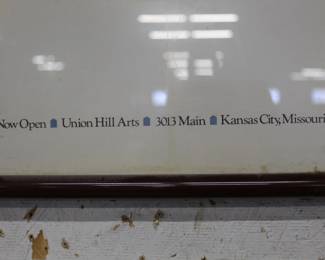 Now Open Union Hill Arts 3013 Main Kansas City, Missouri